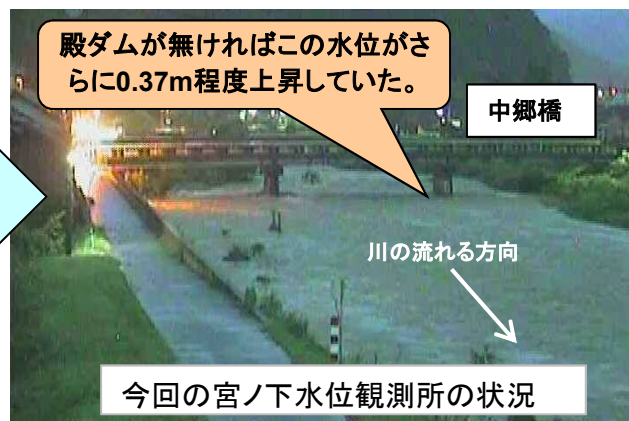 殿ダムが無ければこの水位がさ
らに0.37m程度上昇していた。
中郷橋
川の流れる方向
今回の宮ノ下水位観測所の状況